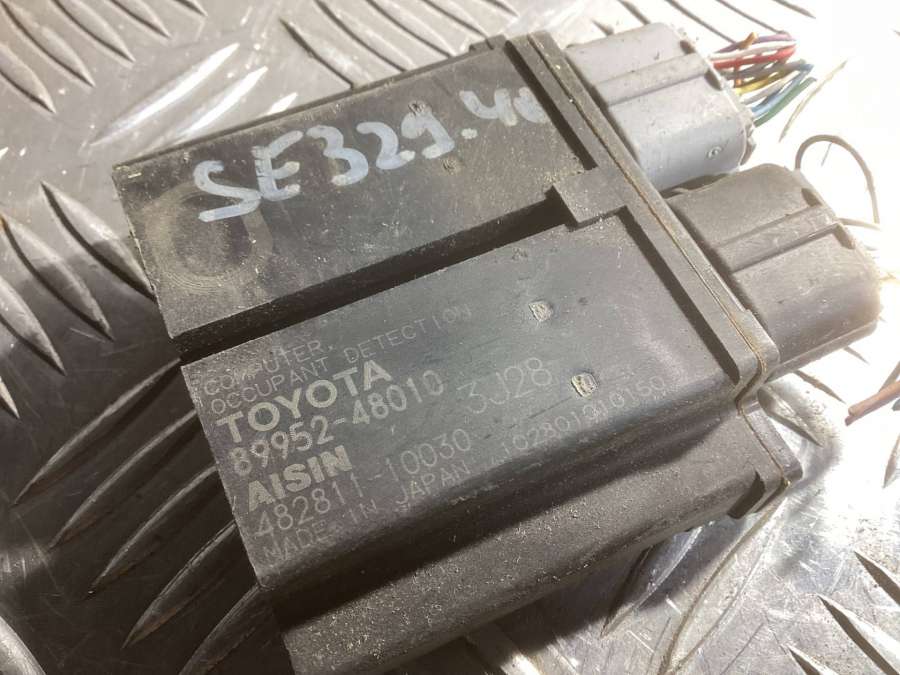 SE329.40
COMPUTER,
OCCUPANT DETECTION
TOYOTA
89952-48010 3J28
AISIN
482811-10030
MADE IN JAPAN